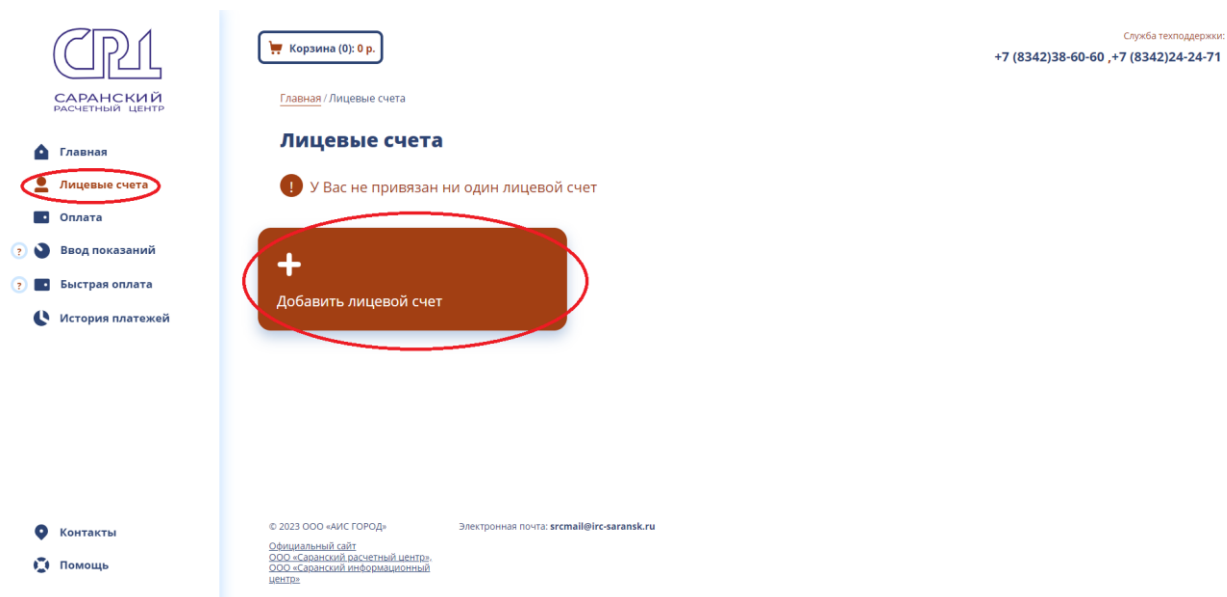 СРЦ
САРАНСКИЙ
РАСЧЕТНЫЙ ЦЕНТР
Главная
Лицевые счета
Оплата
? Ввод показаний
? Быстрая оплата
История платежей
Контакты
Помощь
Корзина (0): 0 р.
Служба техподдержки:
+7 (8342)38-60-60 ,+7 (8342)24-24-71
Главная / Лицевые счета
Лицевые счета
! У Вас не привязан ни один лицевой счет
+
Добавить лицевой счет
© 2023 ООО «АИС ГОРОД»
Официальный сайт
ООО «Саранский расчетный центр»,
ООО «Саранский информационный
центр»
Электронная почта: srcmail@irc-saransk.ru